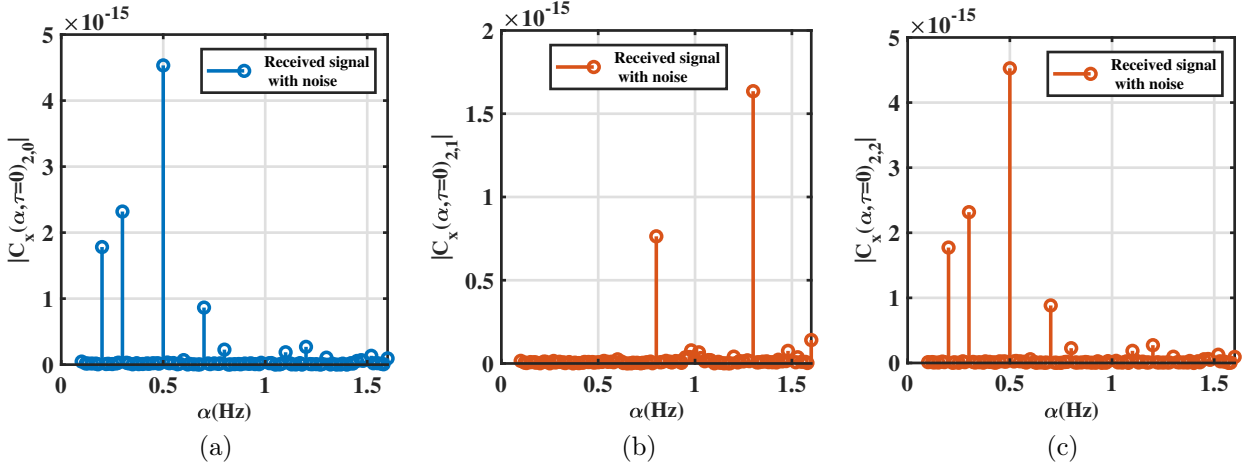 ×10⁻¹⁵
5
4
3
2
1
0
0
0.5
1
1.5
|C_x(α,τ=0)_{2,0}|
α(Hz)
Received signal
with noise
(a)
×10⁻¹⁵
2
1.5
1
0.5
0
0
0.5
1
1.5
|C_x(α,τ=0)_{2,1}|
α(Hz)
Received signal
with noise
(b)
×10⁻¹⁵
5
4
3
2
1
0
0
0.5
1
1.5
|C_x(α,τ=0)_{2,2}|
α(Hz)
Received signal
with noise
(c)